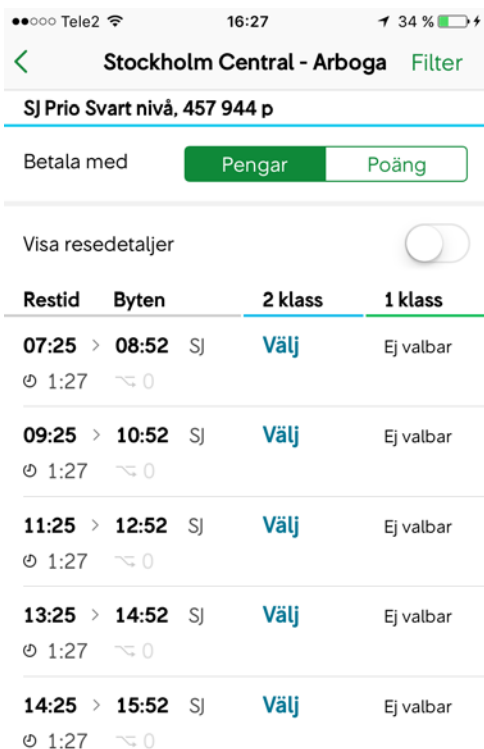 Tele2 16:27 34 %
Stockholm Central - Arboga Filter
SJ Prio Svart nivå, 457 944 p
Betala med Pengar Poäng
Visa resedetaljer
Restid Byten 2 klass 1 klass
07:25 > 08:52 SJ Välj Ej valbar
1:27 0
09:25 > 10:52 SJ Välj Ej valbar
1:27 0
11:25 > 12:52 SJ Välj Ej valbar
1:27 0
13:25 > 14:52 SJ Välj Ej valbar
1:27 0
14:25 > 15:52 SJ Välj Ej valbar
1:27 0